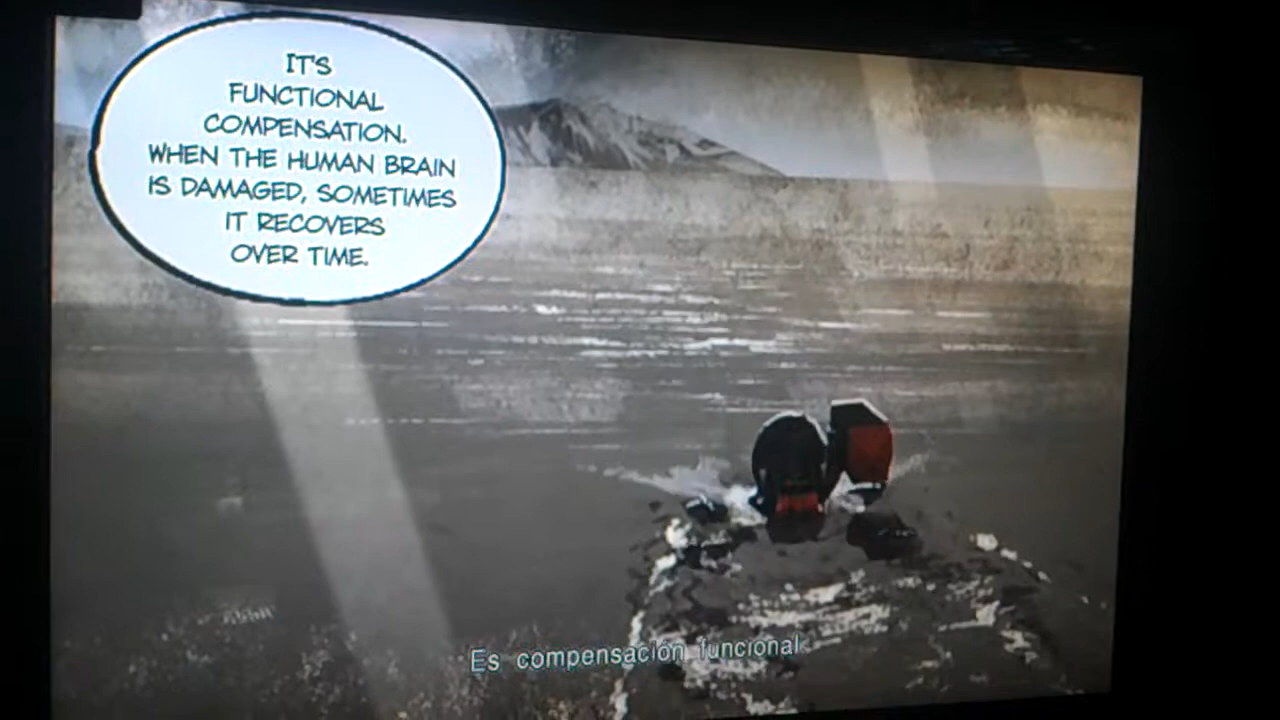 IT'S
FUNCTIONAL
COMPENSATION.
WHEN THE HUMAN BRAIN
IS DAMAGED, SOMETIMES
IT RECOVERS
OVER TIME.
Es compensación funcional.